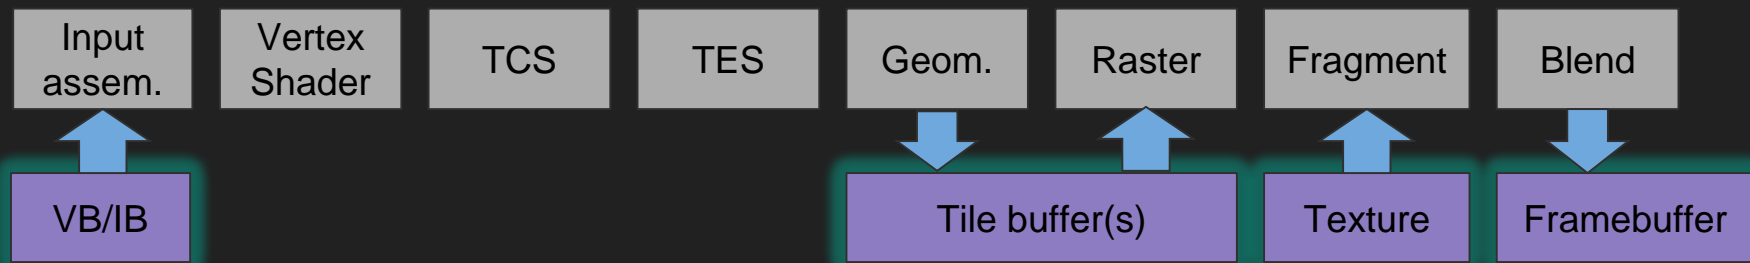 Input
assem.
Vertex
Shader
TCS
TES
Geom.
Raster
Fragment
Blend
VB/IB
Tile buffer(s)
Texture
Framebuffer